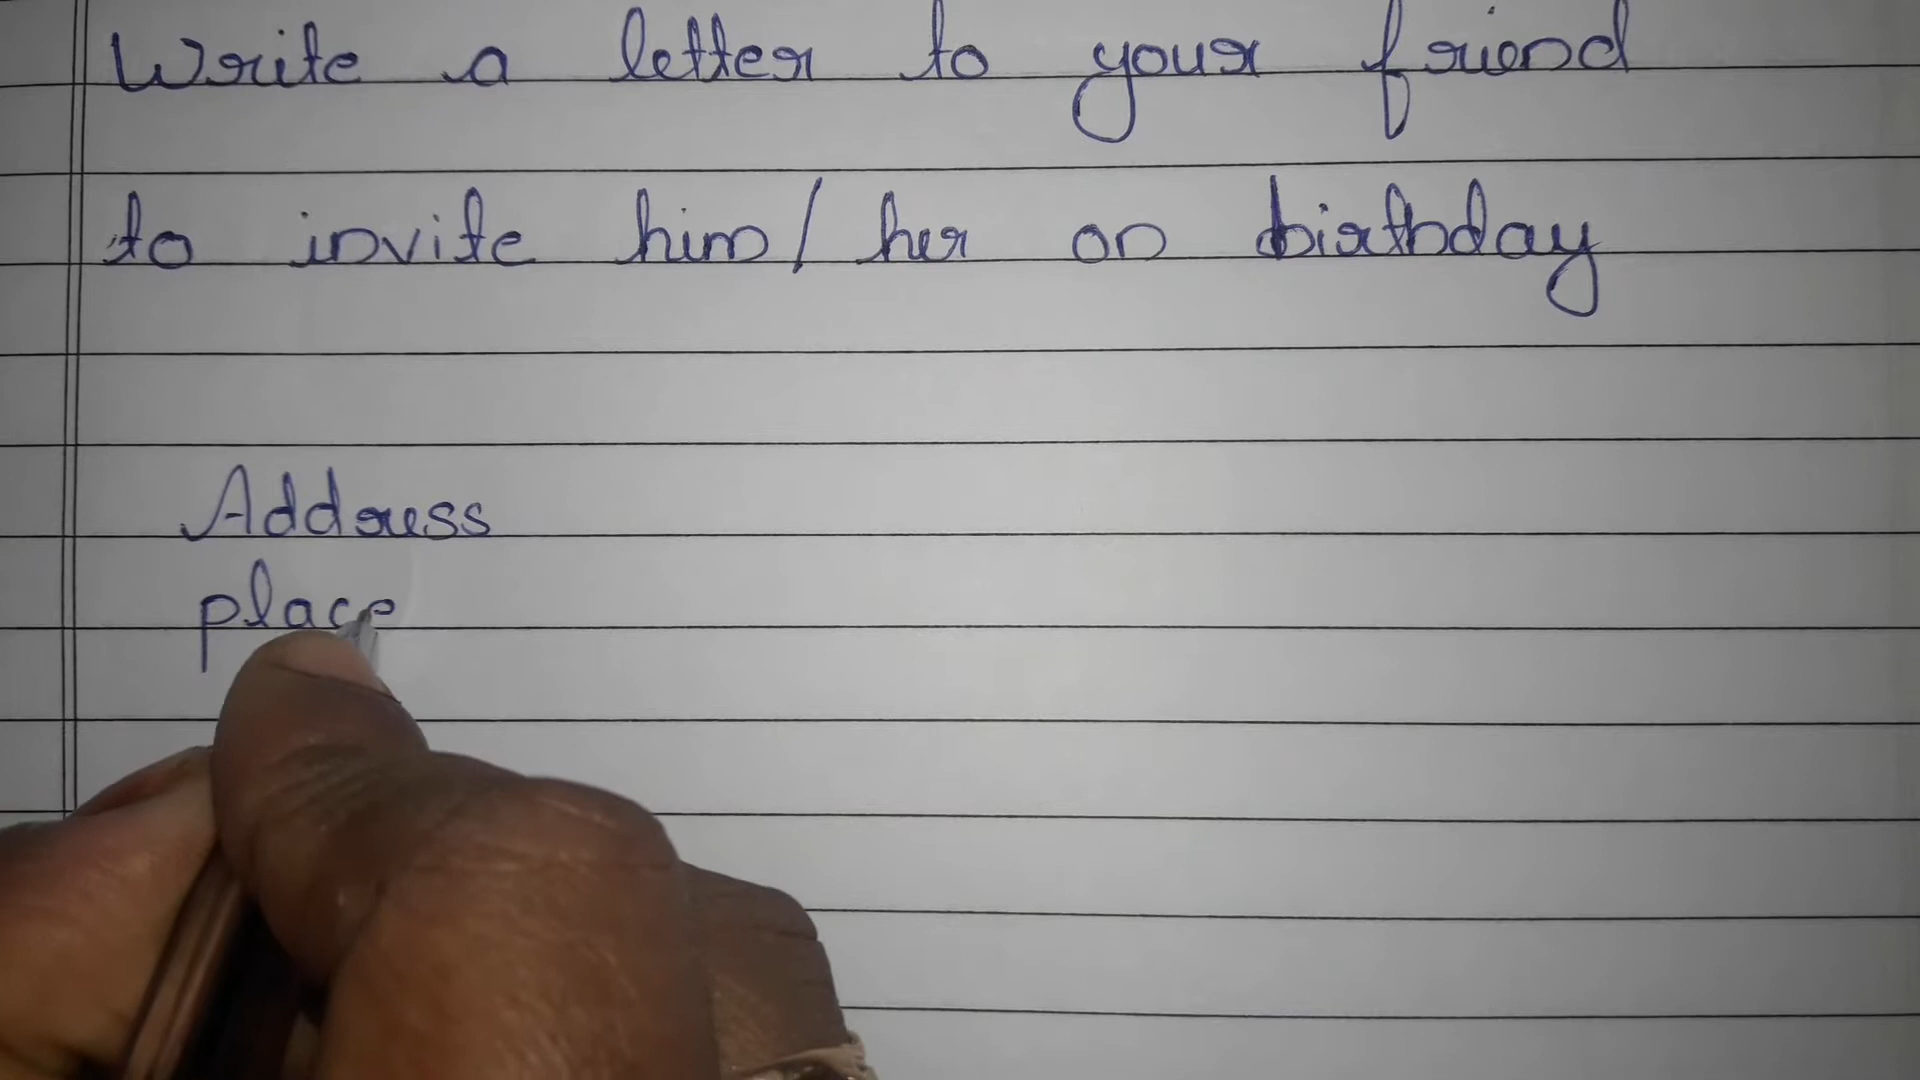 Write a letter to your friend
to invite him/ her on birthday
Address
place